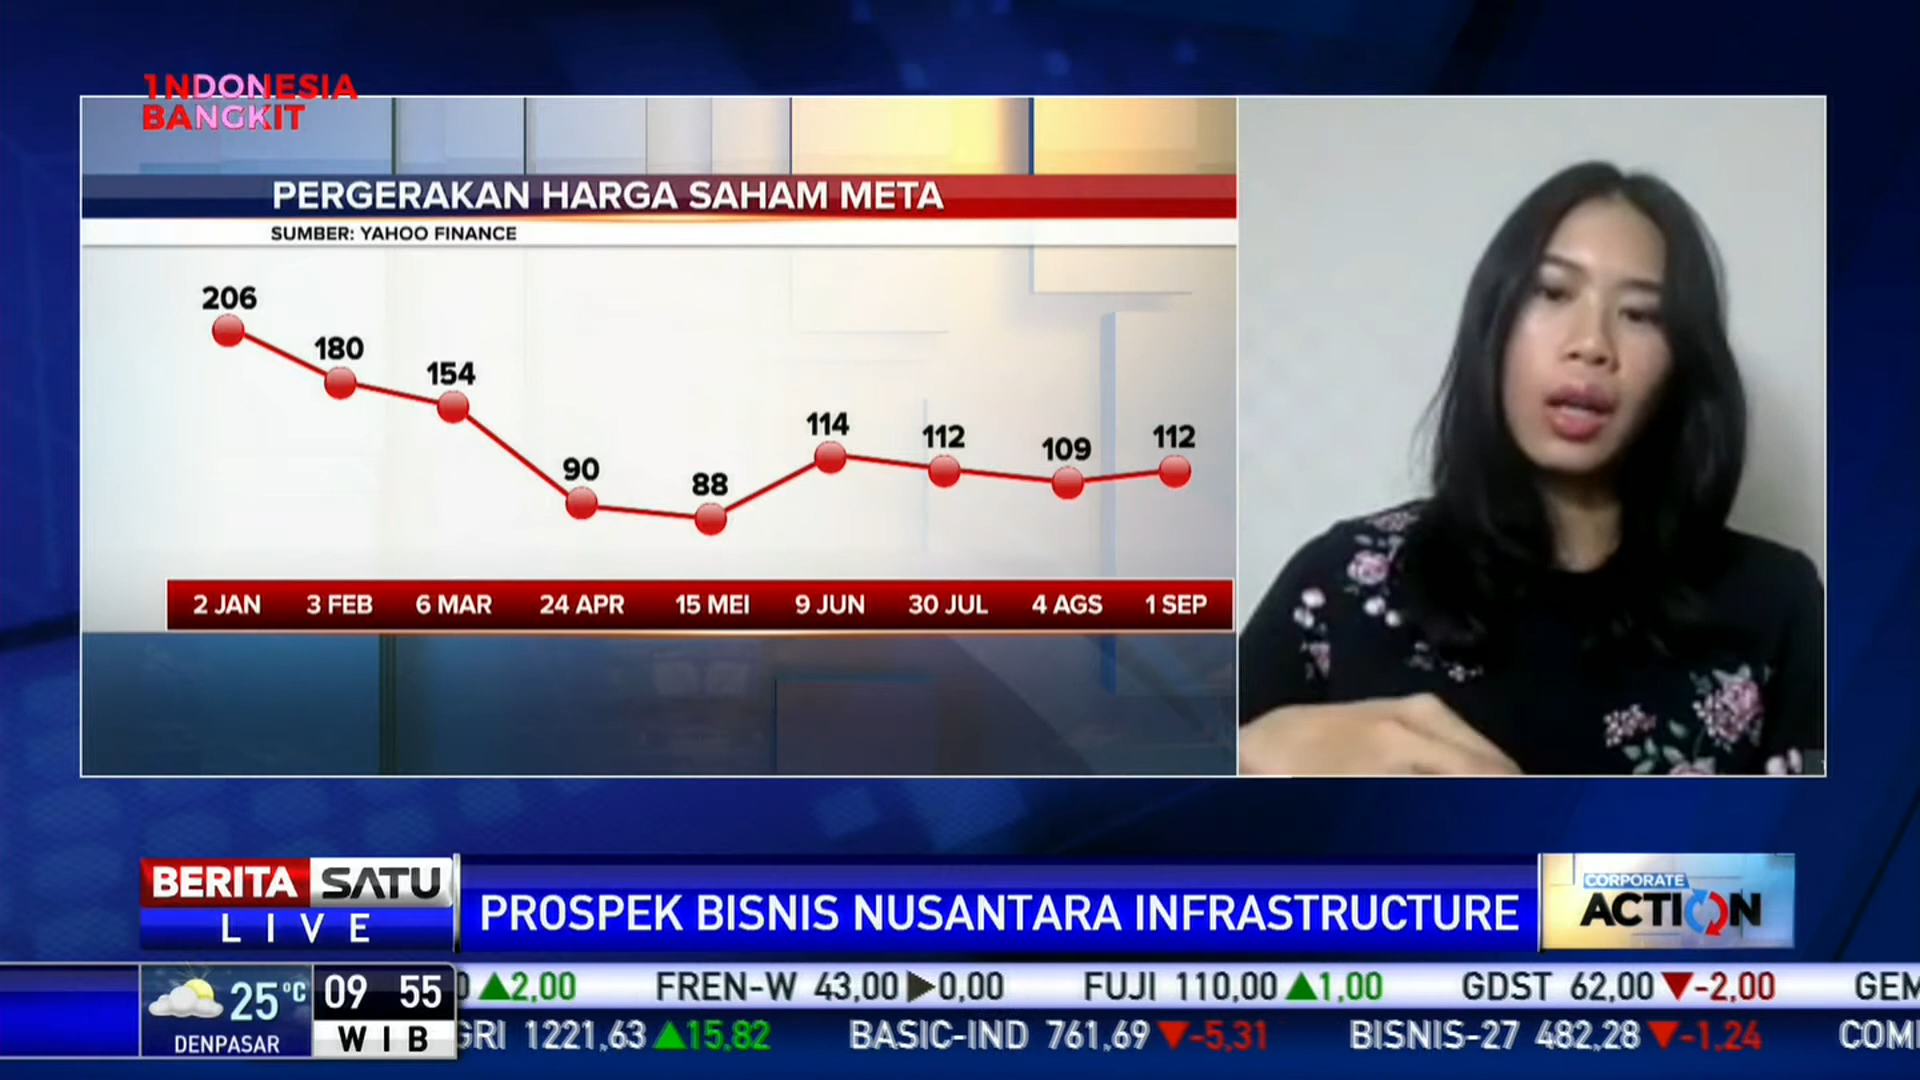 1NDONESIA
BANGKIT
PERGERAKAN HARGA SAHAM META
SUMBER: YAHOO FINANCE
206
180
154
90
88
114
112
109
112
2 JAN 3 FEB 6 MAR 24 APR 15 MEI 9 JUN 30 JUL 4 AGS 1 SEP
BERITA SATU
LIVE
PROSPEK BISNIS NUSANTARA INFRASTRUCTURE
CORPORATE
ACTION
25°C
DENPASAR
09 55
WIB
▲2,00 FREN-W 43,00▶0,00 FUJI 110,00▲1,00 GDST 62,00▼-2,00 GEM
GRI 1221,63▲15,82 BASIC-IND 761,69▼-5,31 BISNIS-27 482,28▼-1,24 COM